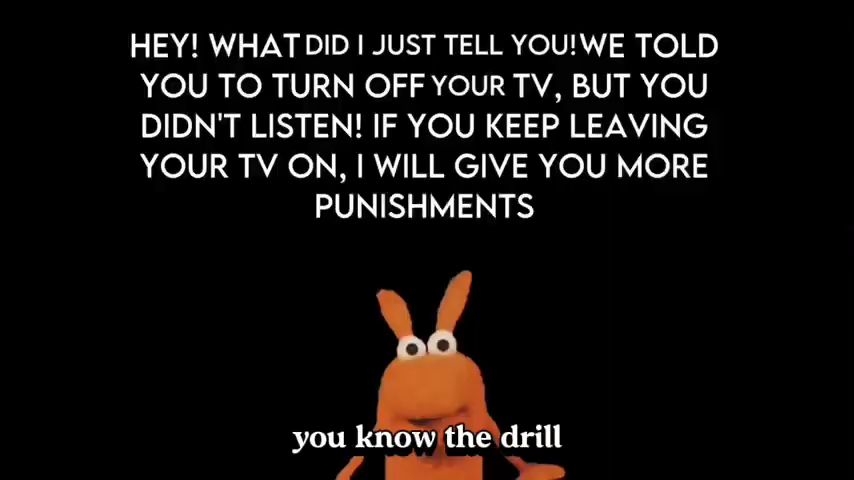 HEY! WHAT DID I JUST TELL YOU! WE TOLD
YOU TO TURN OFF YOUR TV, BUT YOU
DIDN'T LISTEN! IF YOU KEEP LEAVING
YOUR TV ON, I WILL GIVE YOU MORE
PUNISHMENTS
you know the drill